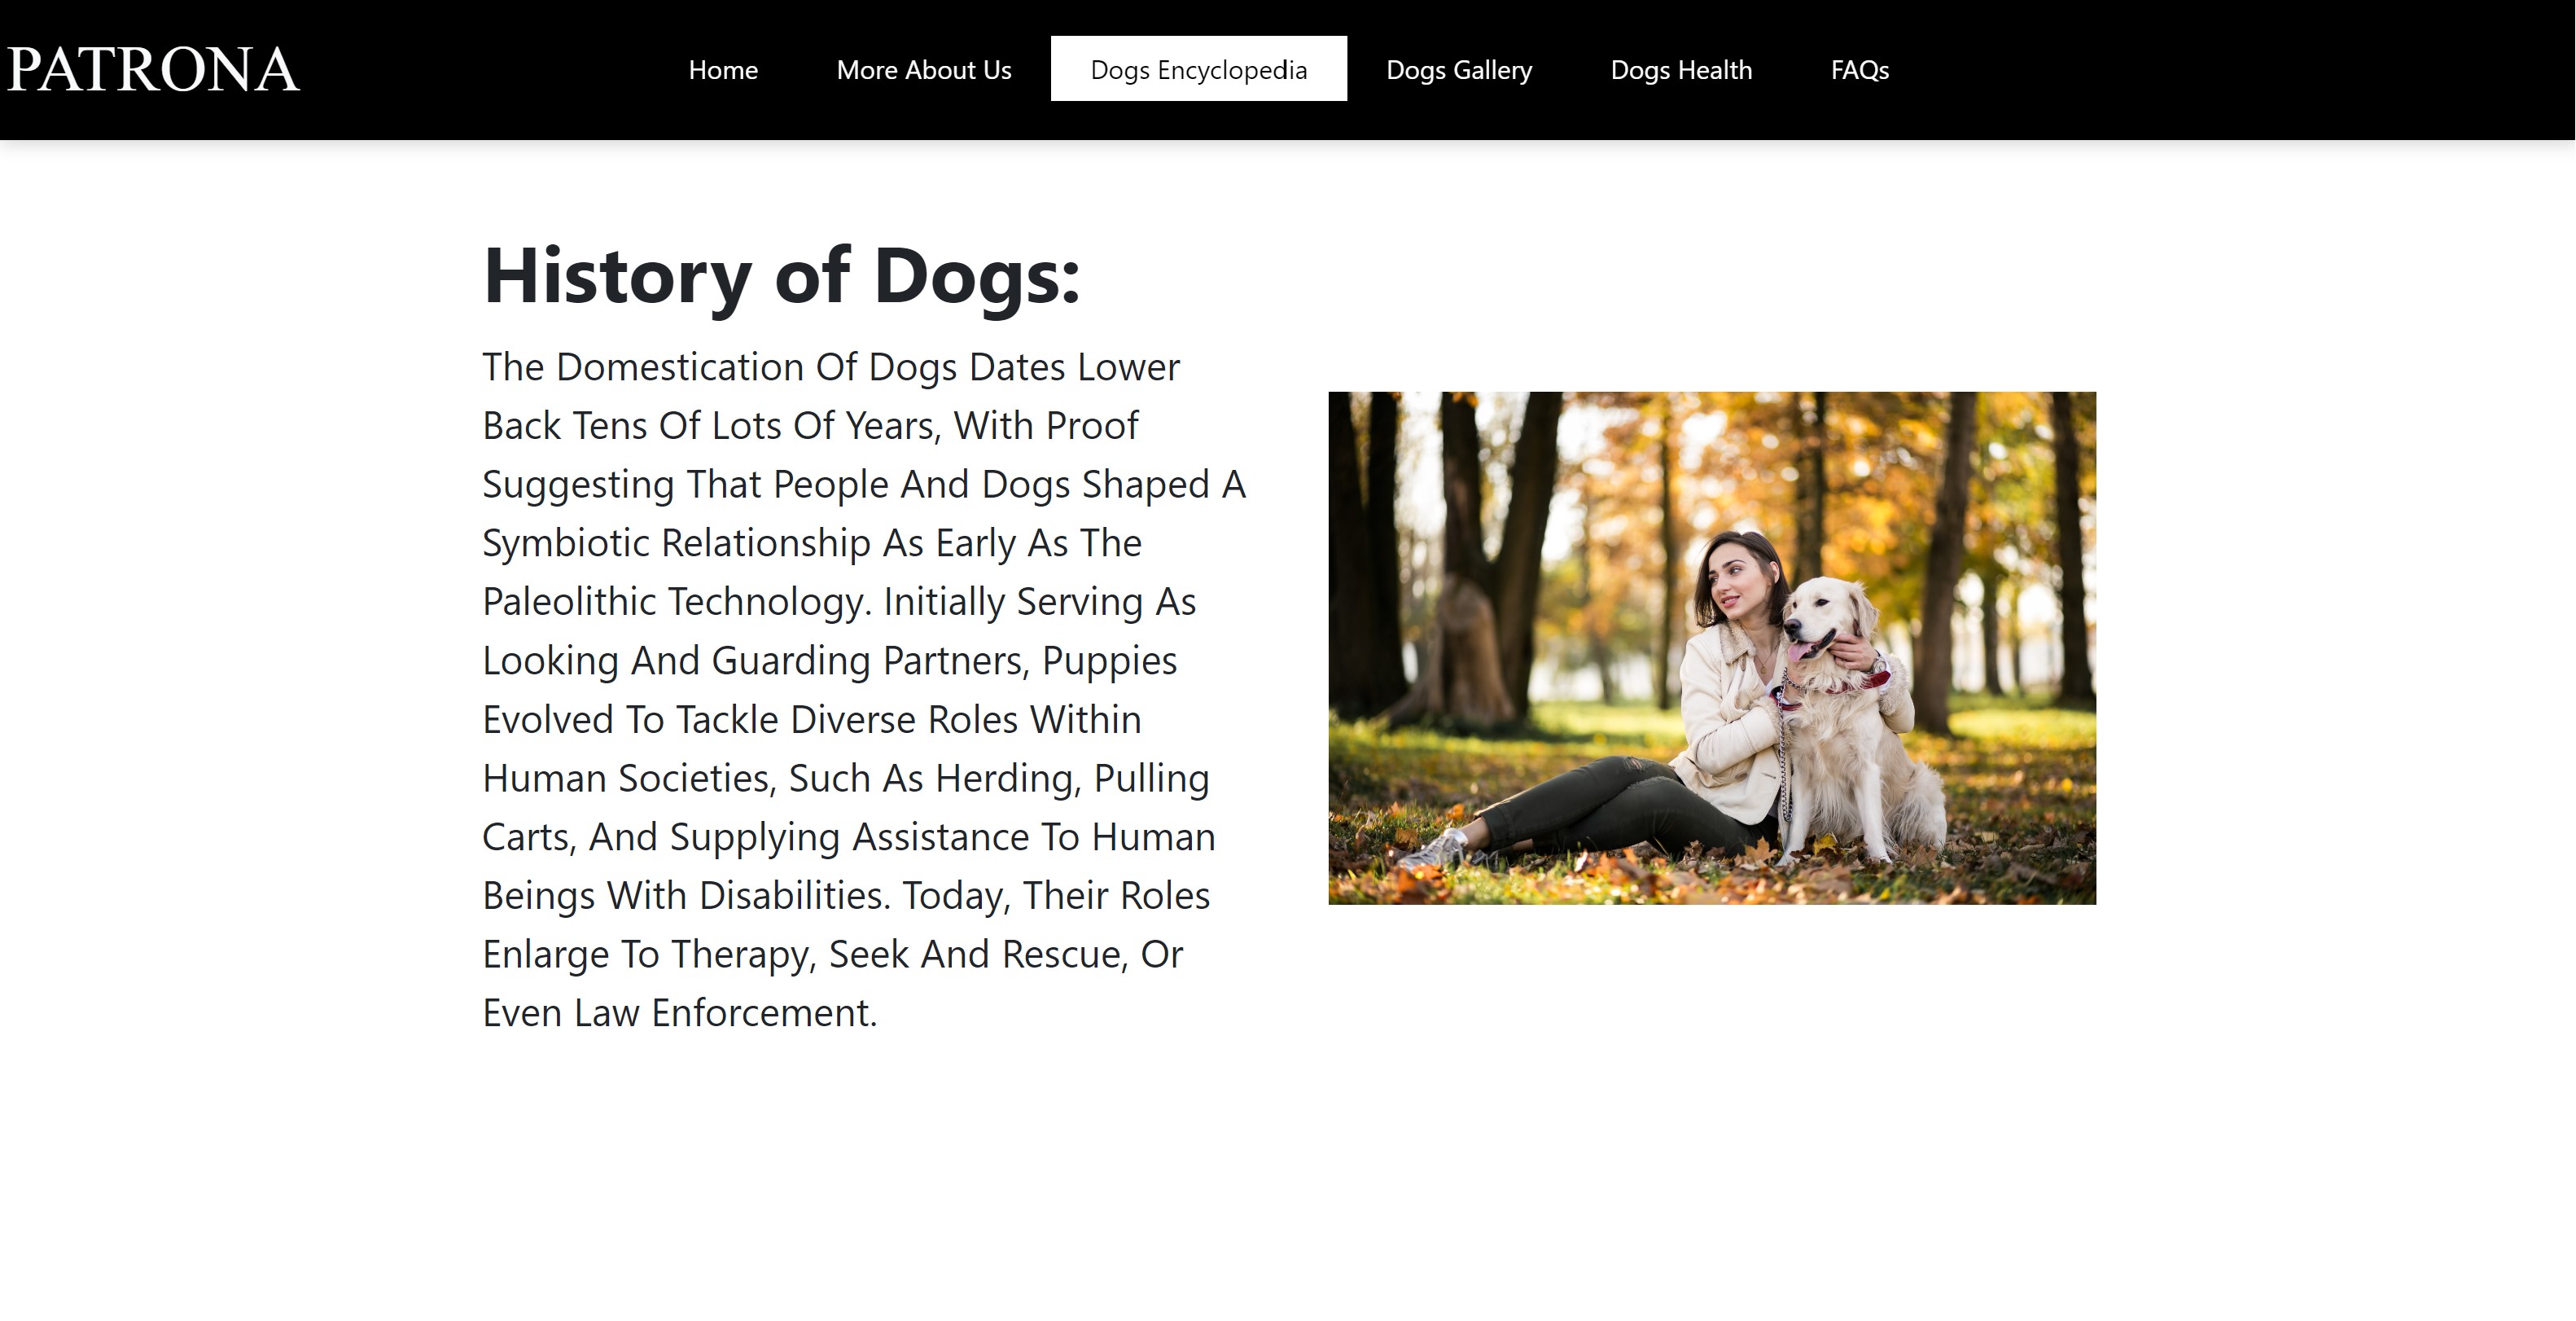 PATRONA
Home
More About Us
Dogs Encyclopedia
Dogs Gallery
Dogs Health
FAQs
History of Dogs:
The Domestication Of Dogs Dates Lower
Back Tens Of Lots Of Years, With Proof
Suggesting That People And Dogs Shaped A
Symbiotic Relationship As Early As The
Paleolithic Technology. Initially Serving As
Looking And Guarding Partners, Puppies
Evolved To Tackle Diverse Roles Within
Human Societies, Such As Herding, Pulling
Carts, And Supplying Assistance To Human
Beings With Disabilities. Today, Their Roles
Enlarge To Therapy, Seek And Rescue, Or
Even Law Enforcement.